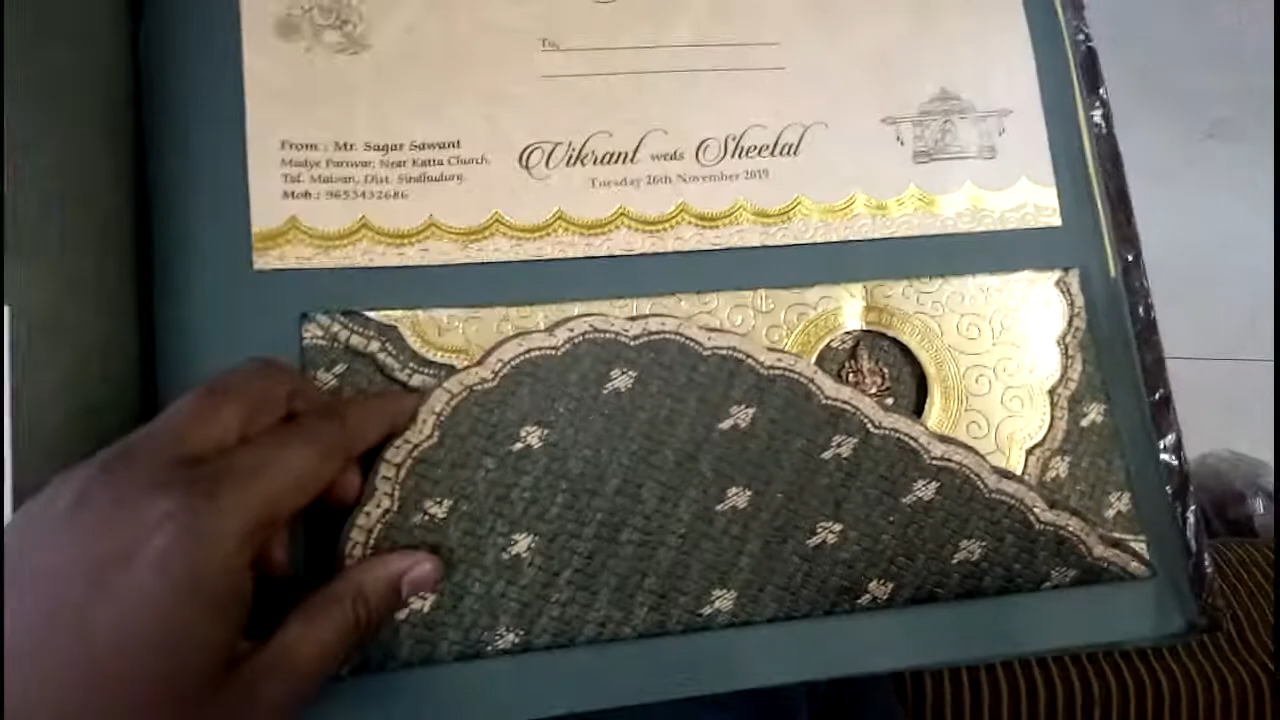 To,
From : Mr. Sagar Sawant
Madye Pariwar, Near Katta Church,
Tal. Malvan, Dist. Sindhudurg.
Mob.: 9653432686
Vikrant weds Sheetal
Tuesday 26th November 2019